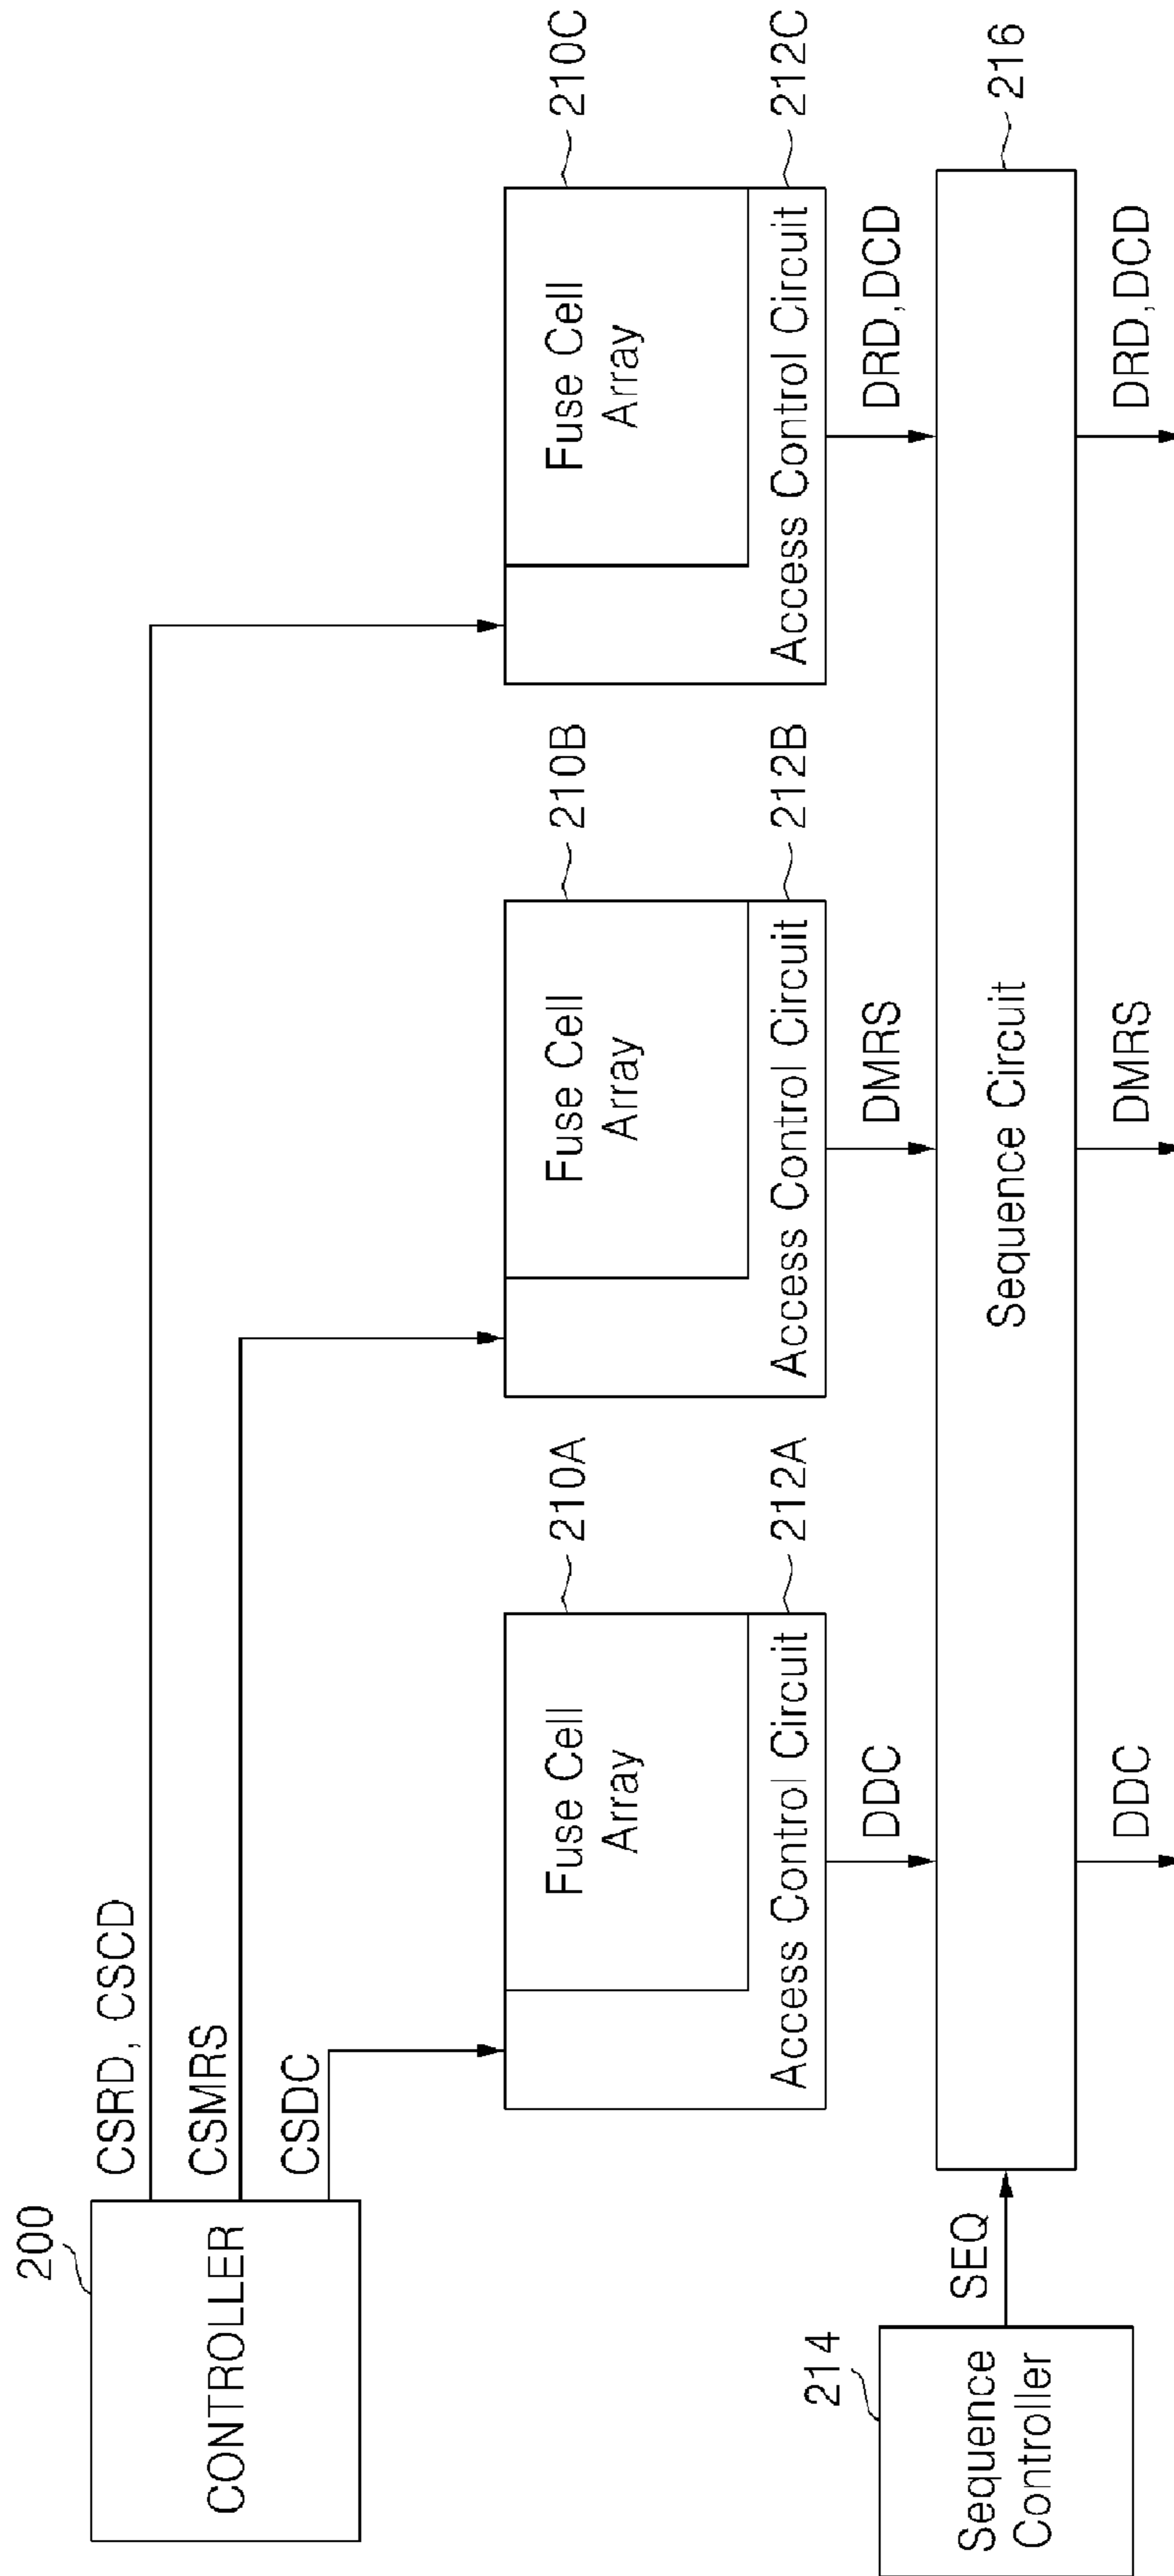 200
CONTROLLER
CSRD, CSCD
CSMRS
CSDC
210A
Fuse Cell
Array
Access Control Circuit
212A
210B
Fuse Cell
Array
Access Control Circuit
212B
210C
Fuse Cell
Array
Access Control Circuit
212C
DDC
DMRS
DRD,DCD
214
Sequence
Controller
SEQ
Sequence Circuit
216
DDC
DMRS
DRD,DCD